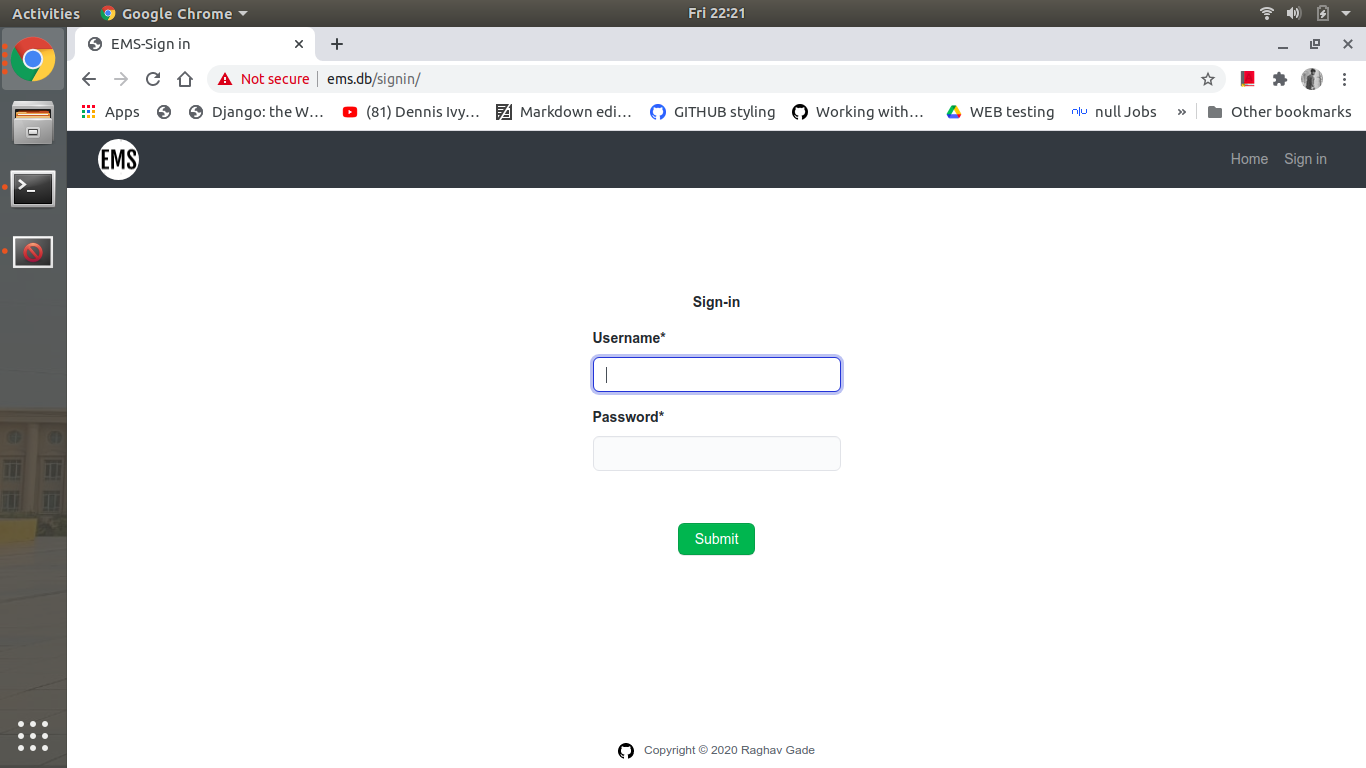 Activities Google Chrome Fri 22:21
EMS-Sign in
Not secure ems.db/signin/
Apps Django: the W... (81) Dennis Ivy... Markdown edi... GITHUB styling Working with... WEB testing null Jobs » Other bookmarks
EMS Home Sign in
Sign-in
Username*
Password*
Submit
Copyright © 2020 Raghav Gade